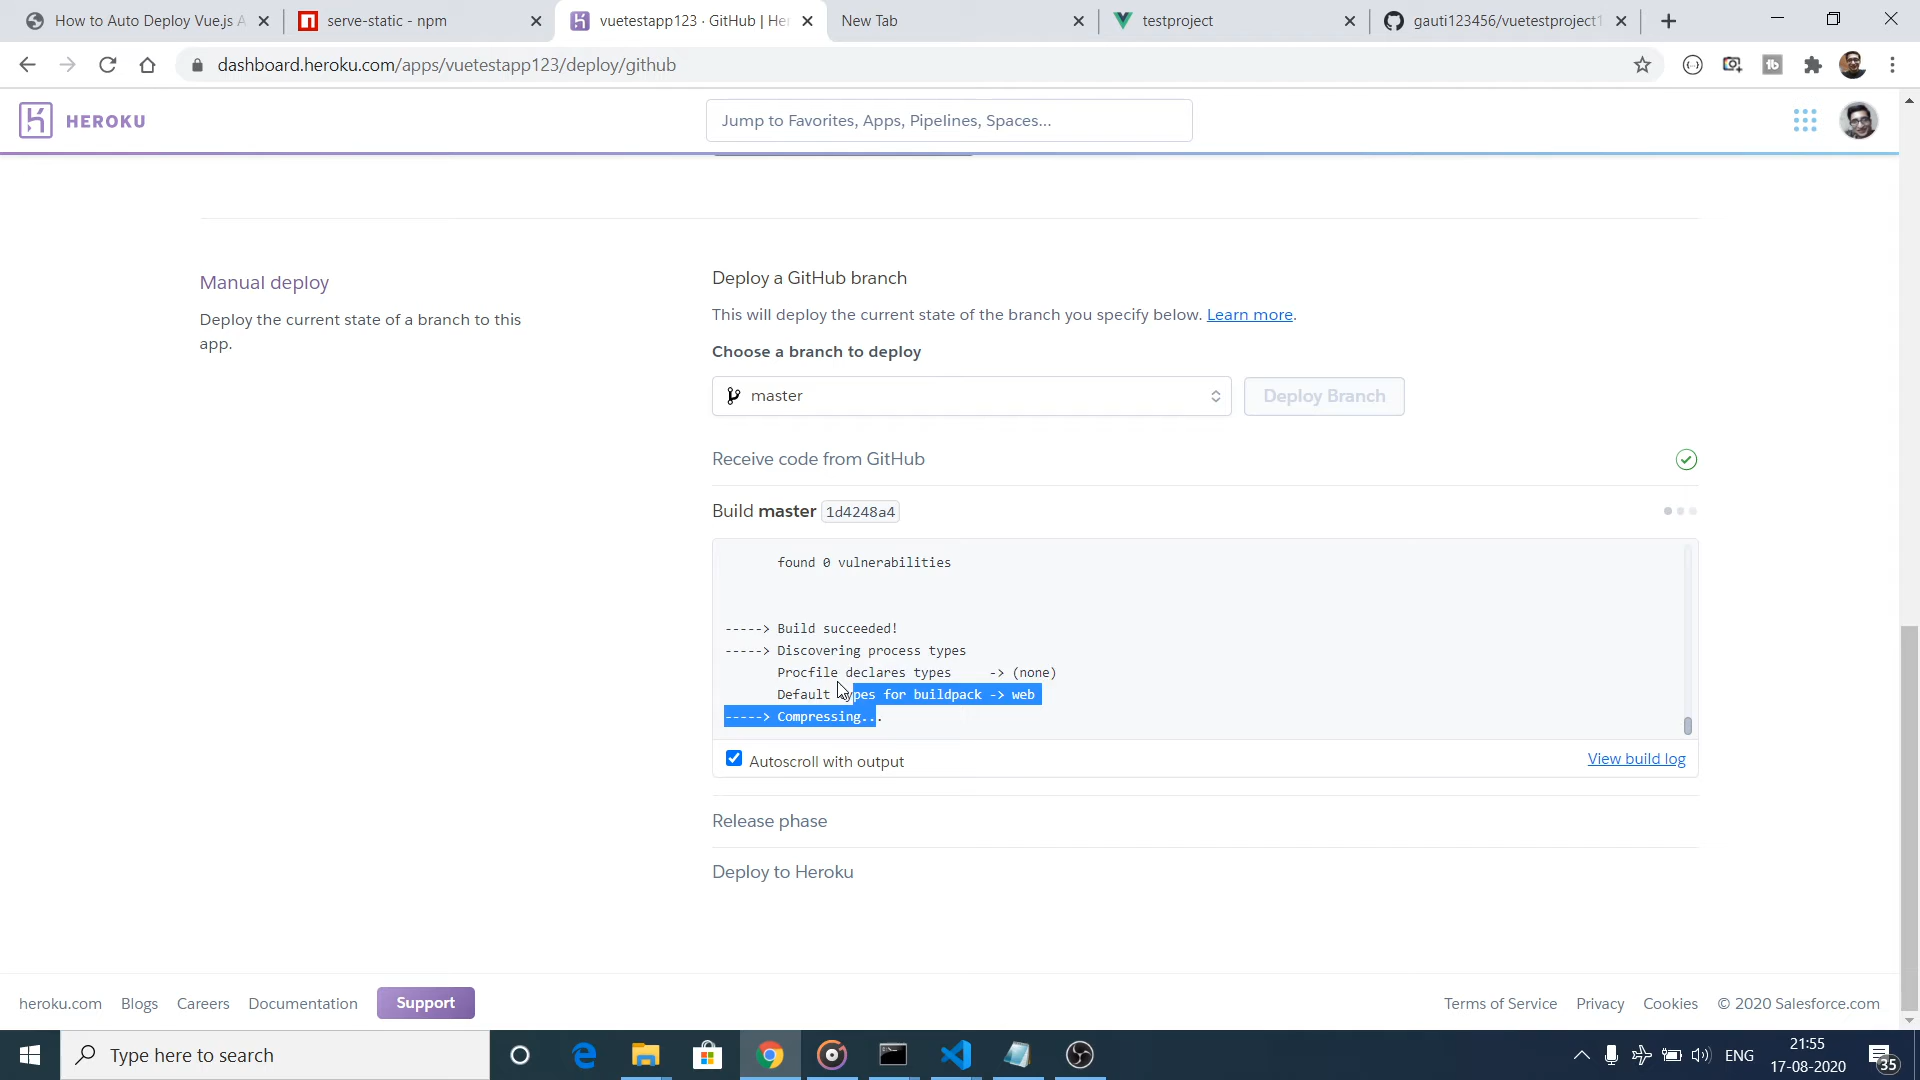 How to Auto Deploy Vue.js A
serve-static - npm
vuetestapp123 · GitHub | Her
New Tab
testproject
gauti123456/vuetestproject1
dashboard.heroku.com/apps/vuetestapp123/deploy/github
HEROKU
Jump to Favorites, Apps, Pipelines, Spaces...
Manual deploy
Deploy the current state of a branch to this
app.
Deploy a GitHub branch
This will deploy the current state of the branch you specify below. Learn more.
Choose a branch to deploy
master
Deploy Branch
Receive code from GitHub
Build master 1d4248a4
found 0 vulnerabilities
-----> Build succeeded!
-----> Discovering process types
Procfile declares types -> (none)
Default types for buildpack -> web
-----> Compressing...
Autoscroll with output
View build log
Release phase
Deploy to Heroku
heroku.com Blogs Careers Documentation Support
Terms of Service Privacy Cookies © 2020 Salesforce.com
Type here to search
ENG
21:55
17-08-2020
35